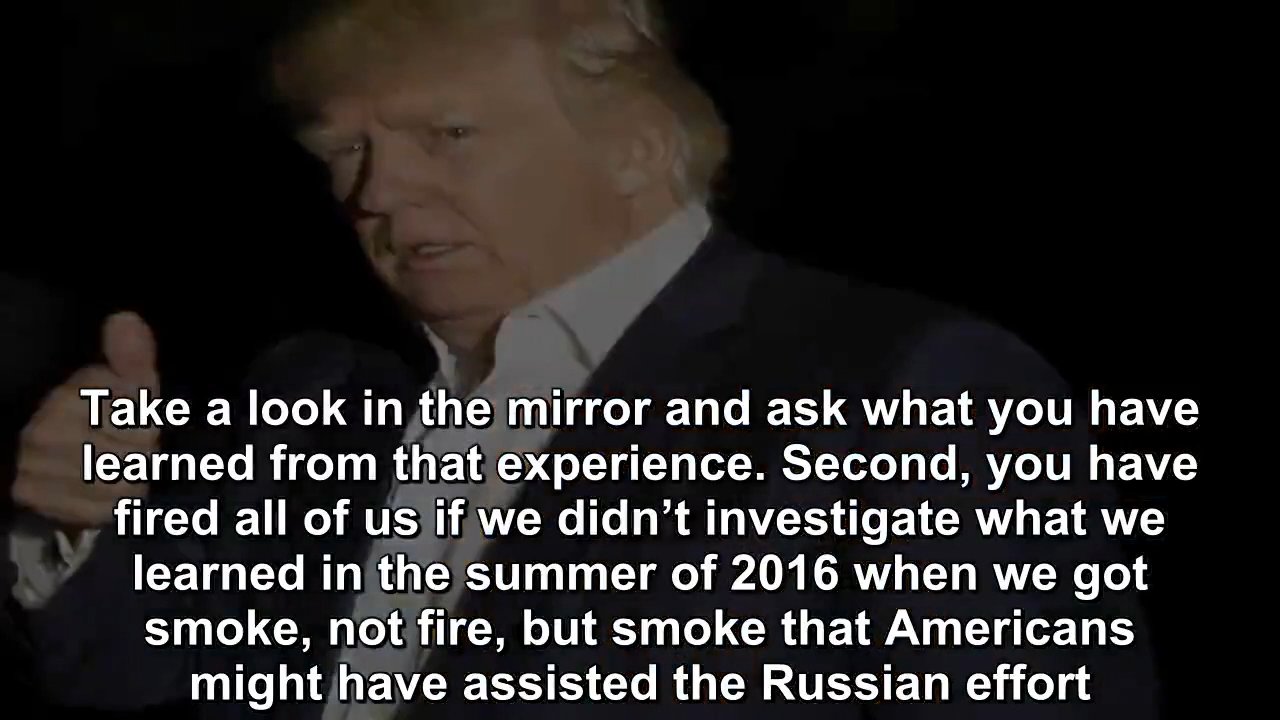 Take a look in the mirror and ask what you have
learned from that experience. Second, you have
fired all of us if we didn’t investigate what we
learned in the summer of 2016 when we got
smoke, not fire, but smoke that Americans
might have assisted the Russian effort